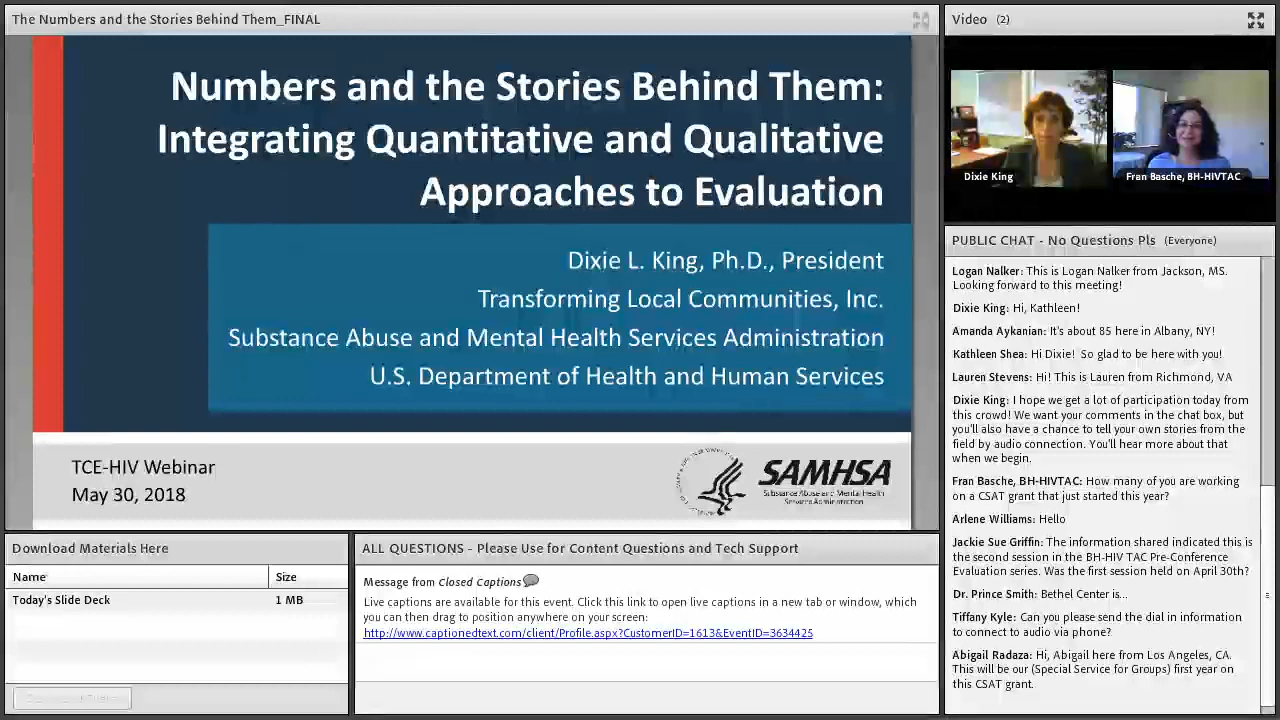 The Numbers and the Stories Behind Them_FINAL
Numbers and the Stories Behind Them:
Integrating Quantitative and Qualitative
Approaches to Evaluation
Dixie L. King, Ph.D., President
Transforming Local Communities, Inc.
Substance Abuse and Mental Health Services Administration
U.S. Department of Health and Human Services
TCE-HIV Webinar
May 30, 2018
SAMHSA
Substance Abuse and Mental Health
Services Administration
Download Materials Here
Name Size
Today's Slide Deck 1 MB
ALL QUESTIONS - Please Use for Content Questions and Tech Support
Message from Closed Captions
Live captions are available for this event. Click this link to open live captions in a new tab or window, which
you can then drag to position anywhere on your screen:
http://www.captionedtext.com/client/Profile.aspx?CustomerID=1613&EventID=3634425
Video (2)
Dixie King
Fran Basche, BH-HIVTAC
PUBLIC CHAT - No Questions Pls (Everyone)
Logan Nalker: This is Logan Nalker from Jackson, MS.
Looking forward to this meeting!
Dixie King: Hi, Kathleen!
Amanda Aykanian: It's about 85 here in Albany, NY!
Kathleen Shea: Hi Dixie! So glad to be here with you!
Lauren Stevens: Hi! This is Lauren from Richmond, VA
Dixie King: I hope we get a lot of participation today from
this crowd! We want your comments in the chat box, but
you'll also have a chance to tell your own stories from the
field by audio connection. You'll hear more about that
when we begin.
Fran Basche, BH-HIVTAC: How many of you are working
on a CSAT grant that just started this year?
Arlene Williams: Hello
Jackie Sue Griffin: The information shared indicated this is
the second session in the BH-HIV TAC Pre-Conference
Evaluation series. Was the first session held on April 30th?
Dr. Prince Smith: Bethel Center is...
Tiffany Kyle: Can you please send the dial in information
to connect to audio via phone?
Abigail Radaza: Hi, Abigail here from Los Angeles, CA.
This will be our (Special Service for Groups) first year on
this CSAT grant.